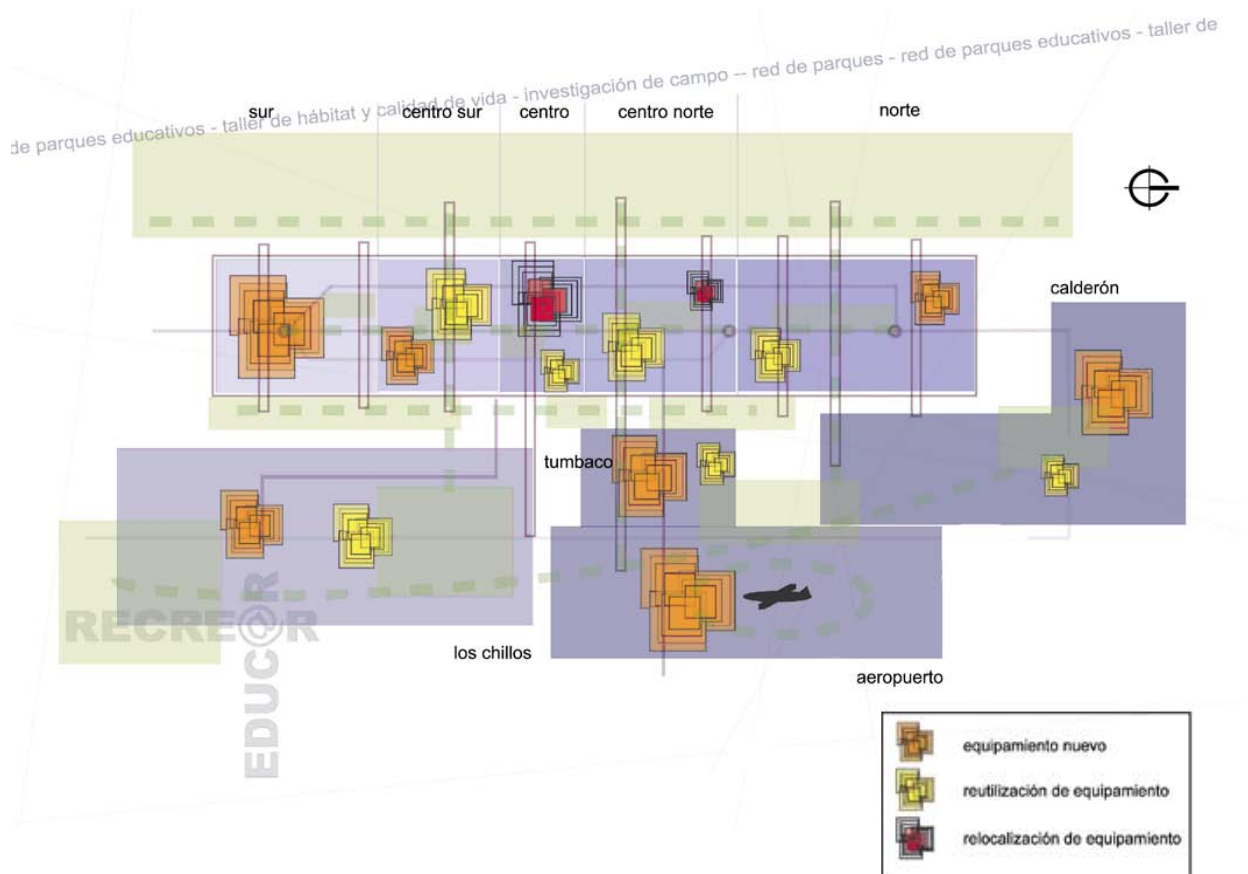 de parques educativos - taller de hábitat y calidad de vida - investigación de campo -- red de parques - red de parques educativos - taller de
sur
centro sur
centro
centro norte
norte
calderón
tumbaco
RECRE@R
EDUC@R
los chillos
aeropuerto
equipamiento nuevo
reutilización de equipamiento
relocalización de equipamiento